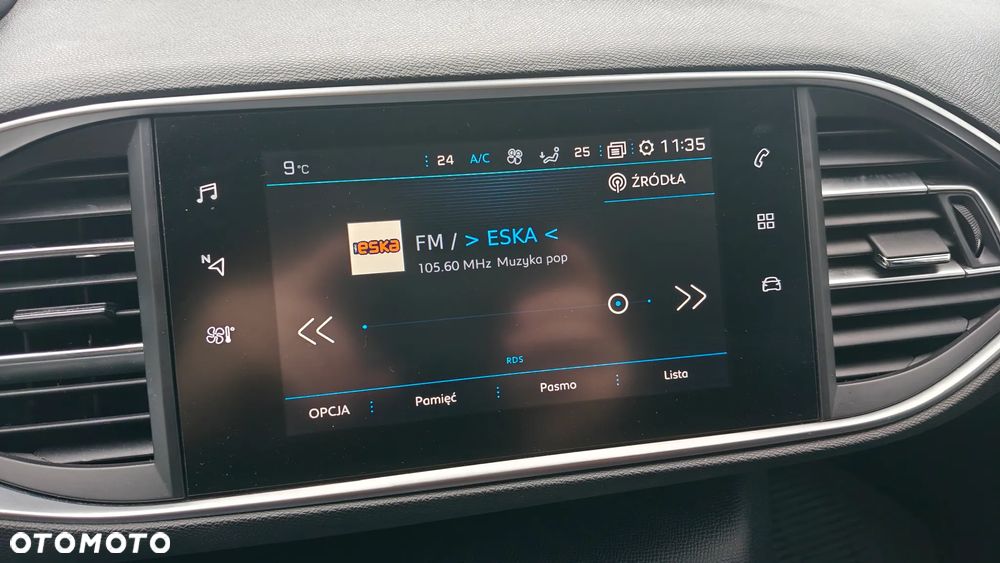 9°C 24 A/C 25 11:35
ŹRÓDŁA
ESKA
FM / > ESKA <
105.60 MHz Muzyka pop
N
RDS
OPCJA Pamięć Pasmo Lista
OTOMOTO